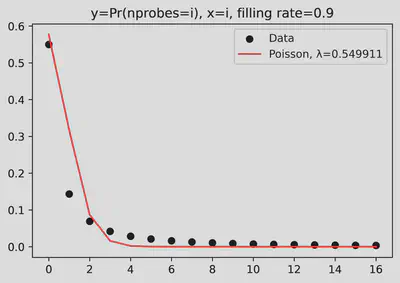 y=Pr(nprobes=i), x=i, filling rate=0.9
Data
Poisson, λ=0.549911
0.6
0.5
0.4
0.3
0.2
0.1
0.0
0 2 4 6 8 10 12 14 16